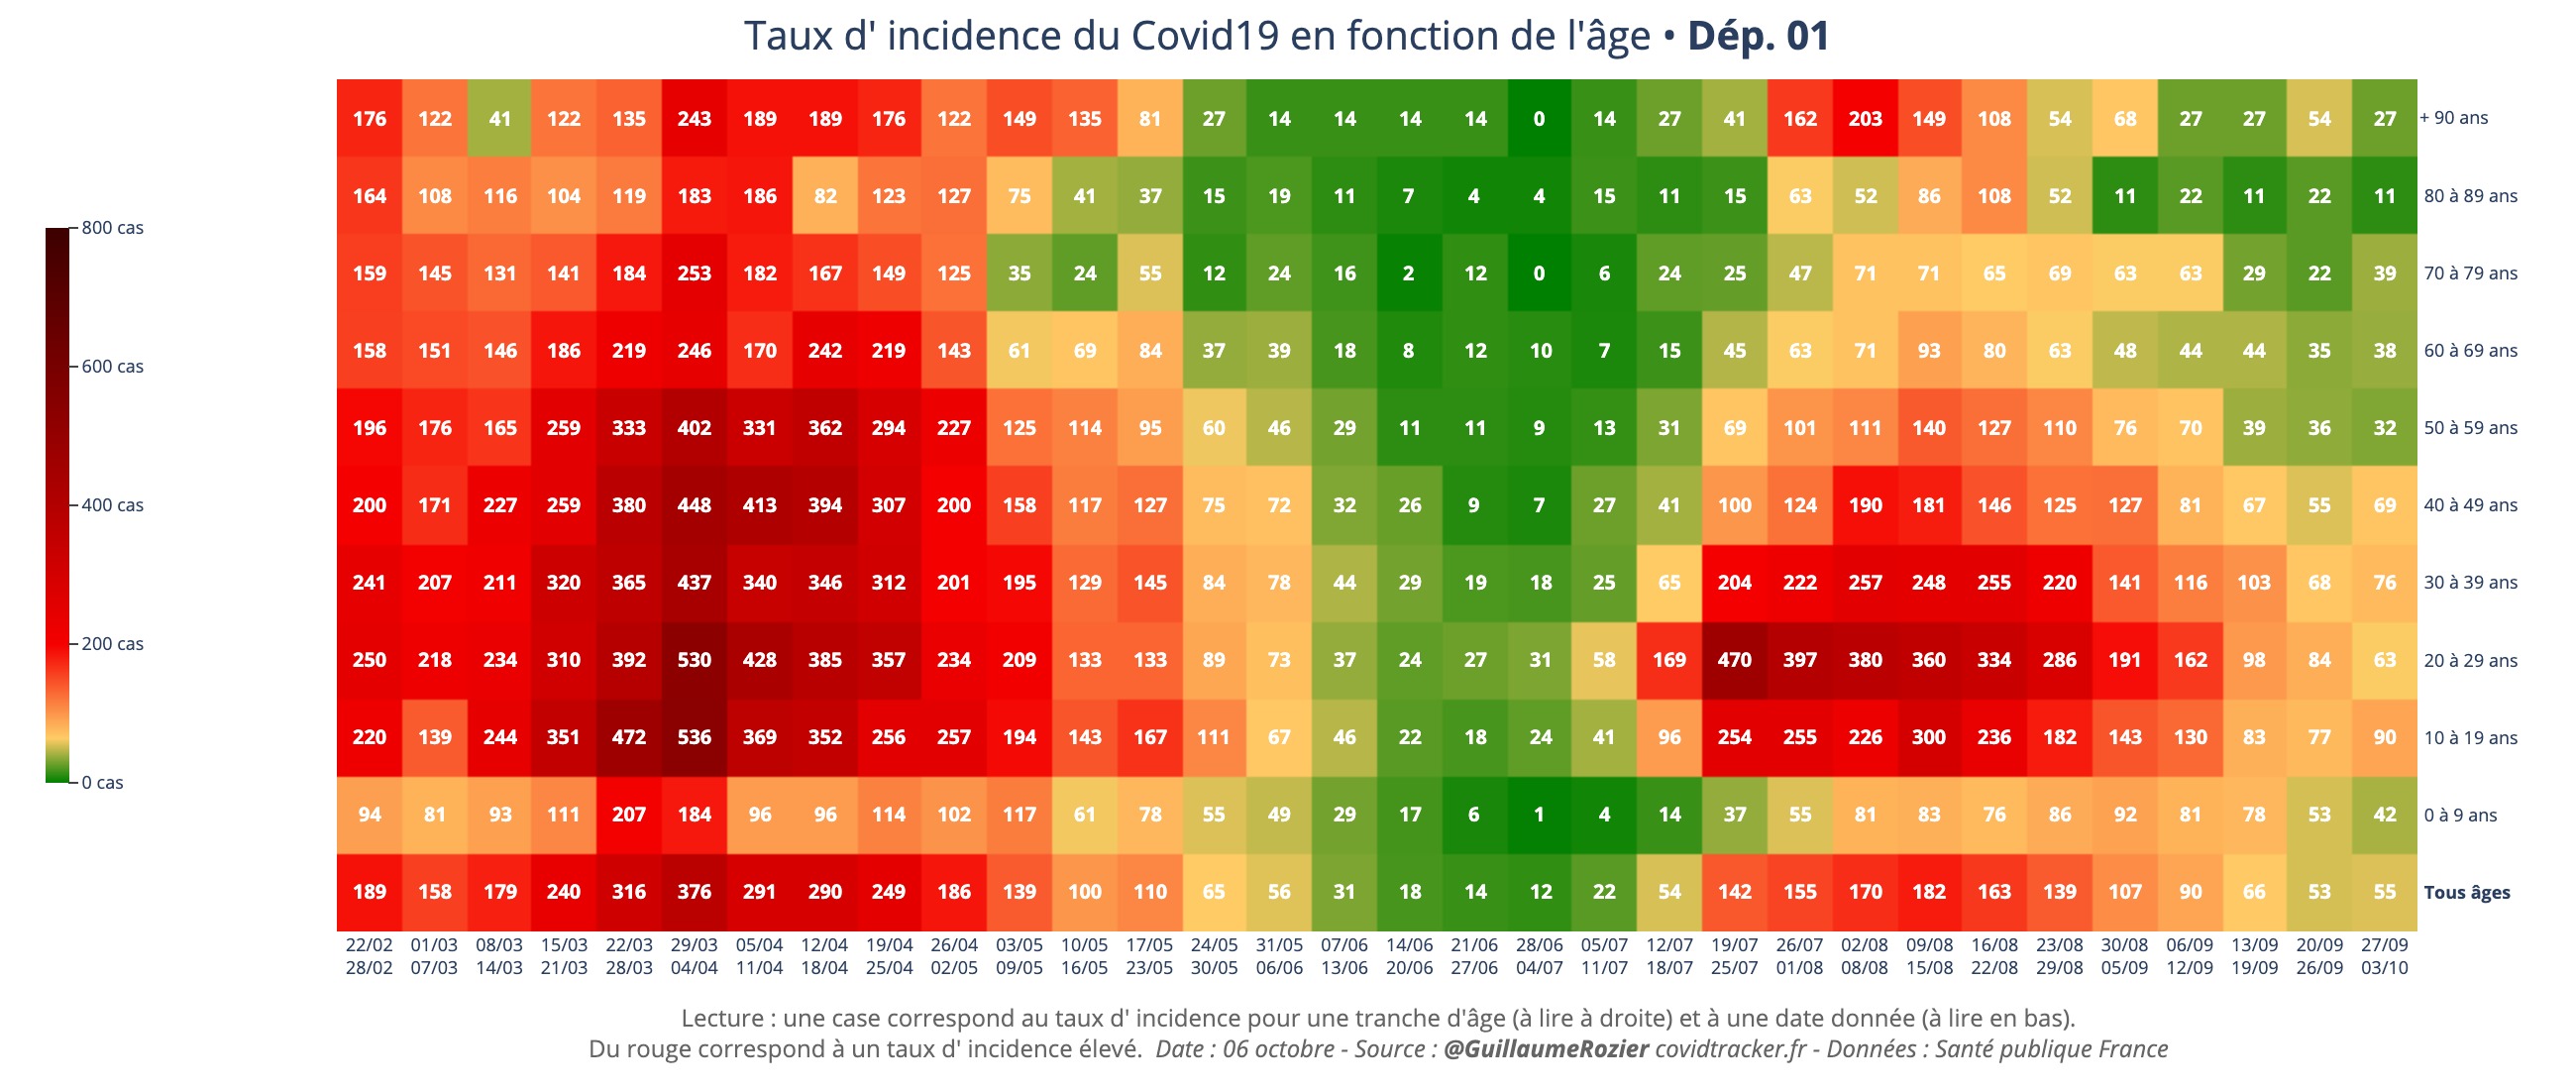 Taux d' incidence du Covid19 en fonction de l'âge • Dép. 01
176 122 41 122 135 243 189 189 176 122 149 135 81 27 14 14 14 14 0 14 27 41 162 203 149 108 54 68 27 27 54 27 + 90 ans
164 108 116 104 119 183 186 82 123 127 75 41 37 15 19 11 7 4 4 15 11 15 63 52 86 108 52 11 22 11 22 11 80 à 89 ans
800 cas
159 145 131 141 184 253 182 167 149 125 35 24 55 12 24 16 2 12 0 6 24 25 47 71 71 65 69 63 63 29 22 39 70 à 79 ans
158 151 146 186 219 246 170 242 219 143 61 69 84 37 39 18 8 12 10 7 15 45 63 71 93 80 63 48 44 44 35 38 60 à 69 ans
600 cas
196 176 165 259 333 402 331 362 294 227 125 114 95 60 46 29 11 11 9 13 31 69 101 111 140 127 110 76 70 39 36 32 50 à 59 ans
400 cas
200 171 227 259 380 448 413 394 307 200 158 117 127 75 72 32 26 9 7 27 41 100 124 190 181 146 125 127 81 67 55 69 40 à 49 ans
241 207 211 320 365 437 340 346 312 201 195 129 145 84 78 44 29 19 18 25 65 204 222 257 248 255 220 141 116 103 68 76 30 à 39 ans
200 cas
250 218 234 310 392 530 428 385 357 234 209 133 133 89 73 37 24 27 31 58 169 470 397 380 360 334 286 191 162 98 84 63 20 à 29 ans
220 139 244 351 472 536 369 352 256 257 194 143 167 111 67 46 22 18 24 41 96 254 255 226 300 236 182 143 130 83 77 90 10 à 19 ans
0 cas
94 81 93 111 207 184 96 96 114 102 117 61 78 55 49 29 17 6 1 4 14 37 55 81 83 76 86 92 81 78 53 42 0 à 9 ans
189 158 179 240 316 376 291 290 249 186 139 100 110 65 56 31 18 14 12 22 54 142 155 170 182 163 139 107 90 66 53 55 Tous âges
22/02 01/03 08/03 15/03 22/03 29/03 05/04 12/04 19/04 26/04 03/05 10/05 17/05 24/05 31/05 07/06 14/06 21/06 28/06 05/07 12/07 19/07 26/07 02/08 09/08 16/08 23/08 30/08 06/09 13/09 20/09 27/09
28/02 07/03 14/03 21/03 28/03 04/04 11/04 18/04 25/04 02/05 09/05 16/05 23/05 30/05 06/06 13/06 20/06 27/06 04/07 11/07 18/07 25/07 01/08 08/08 15/08 22/08 29/08 05/09 12/09 19/09 26/09 03/10
Lecture : une case correspond au taux d' incidence pour une tranche d'âge (à lire à droite) et à une date donnée (à lire en bas).
Du rouge correspond à un taux d' incidence élevé. Date : 06 octobre - Source : @GuillaumeRozier covidtracker.fr - Données : Santé publique France